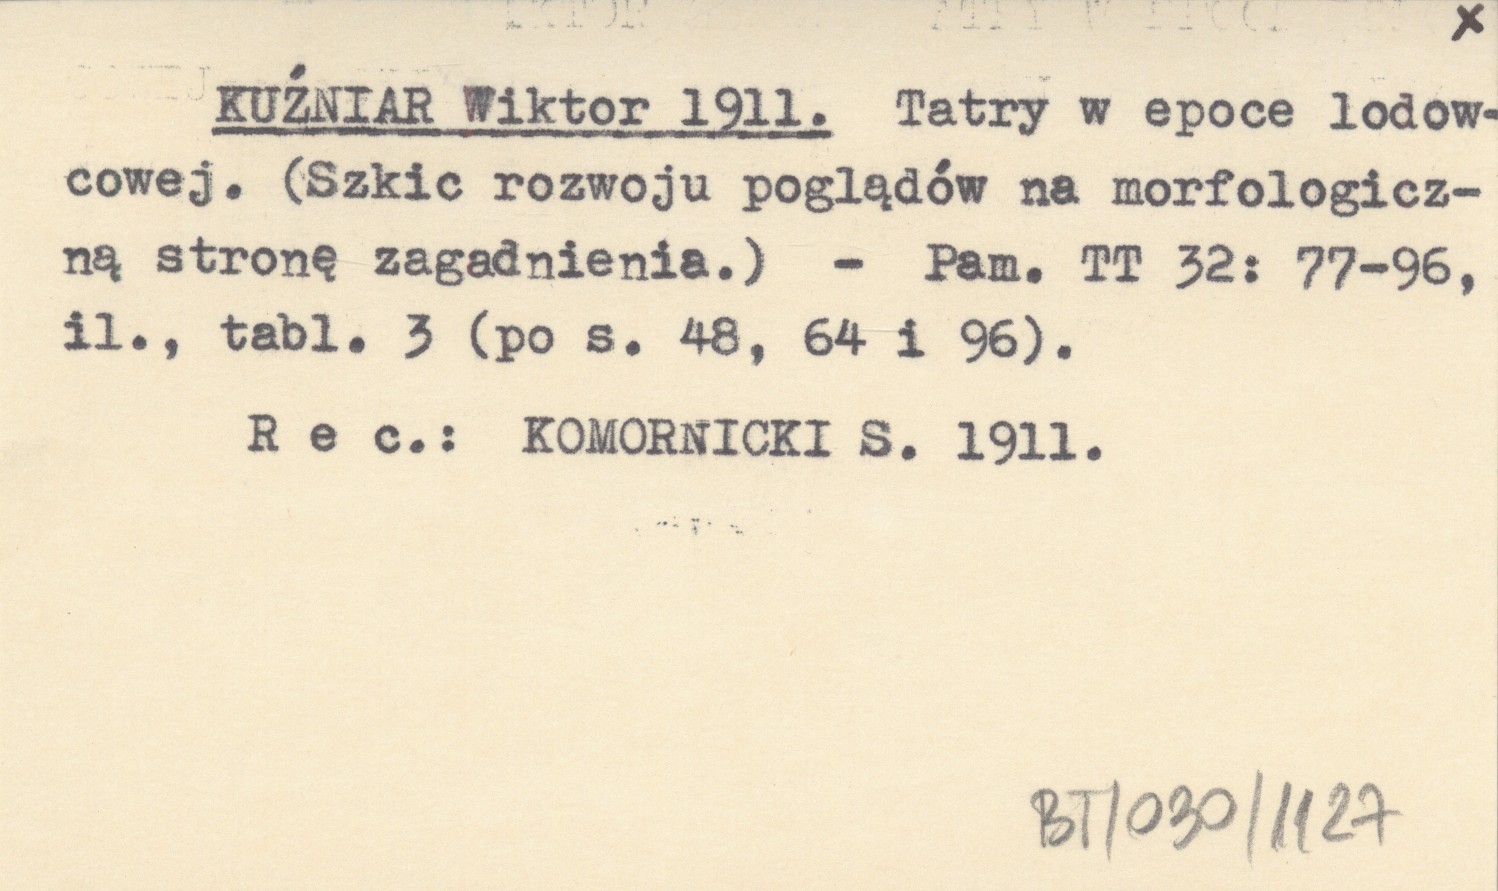 x
KUŹNIAR Wiktor 1911. Tatry w epoce lodow-
cowej. (Szkic rozwoju poglądów na morfologicz-
ną stronę zagadnienia.) - Pam. TT 32: 77-96,
il., tabl. 3 (po s. 48, 64 i 96).
R e c.: KOMORNICKI S. 1911.
BT/030/1127